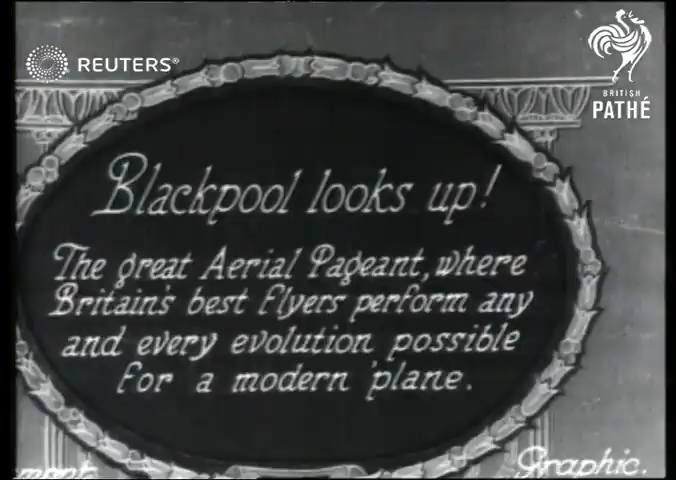 REUTERS
BRITISH
PATHÉ
Blackpool looks up!
The great Aerial Pageant, where
Britain's best flyers perform any
and every evolution possible
for a modern 'plane.
Graphic.